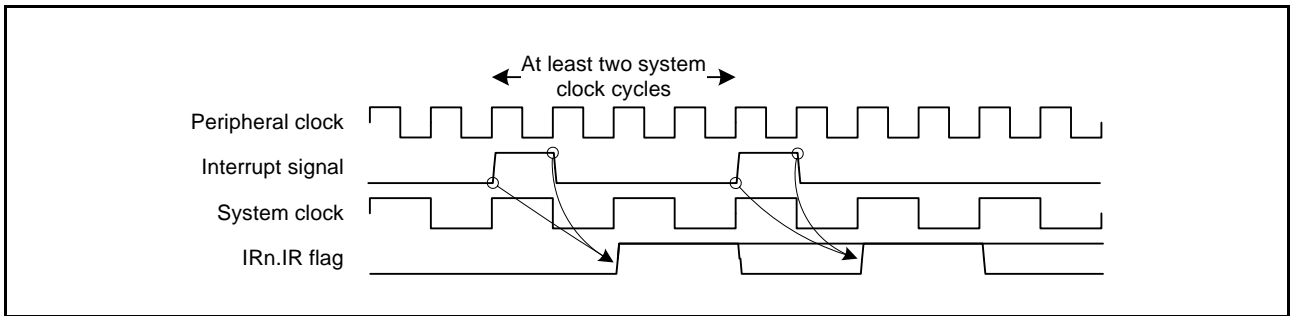 At least two system
clock cycles
Peripheral clock
Interrupt signal
System clock
IRn.IR flag